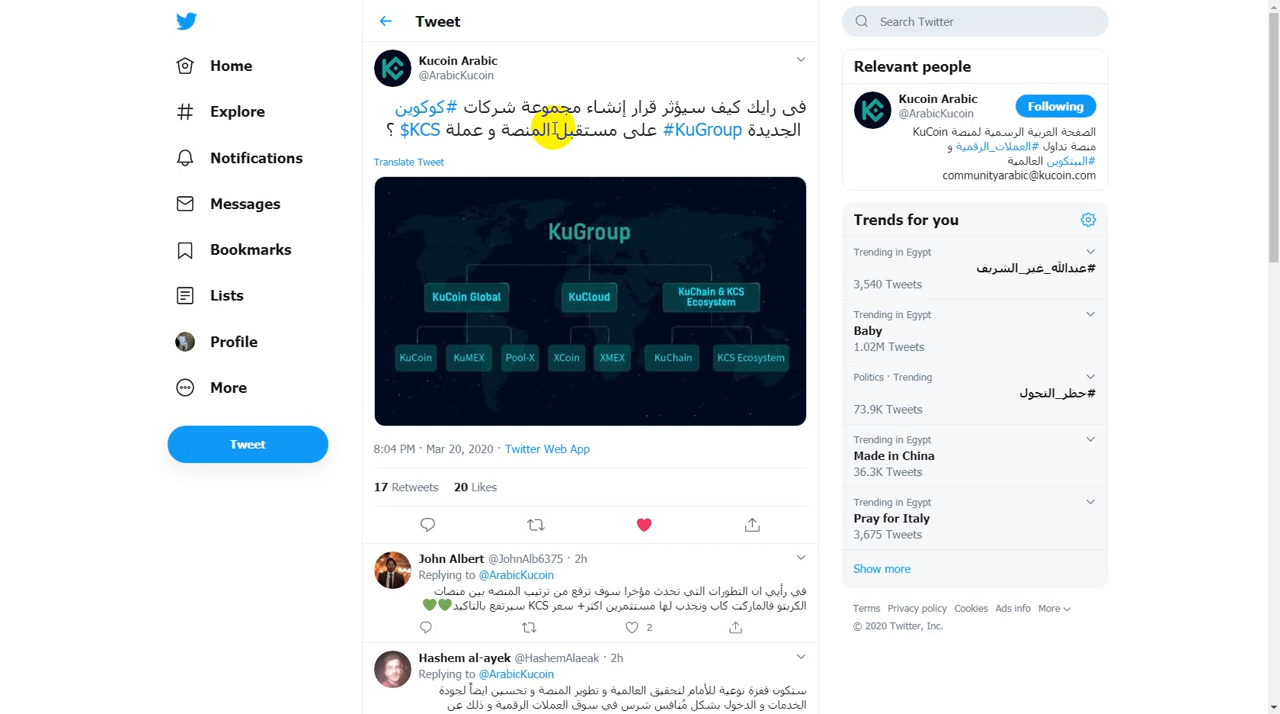 Home
Explore
Notifications
Messages
Bookmarks
Lists
Profile
More
Tweet
Tweet
Kucoin Arabic
@ArabicKucoin
فى رايك كيف سيؤثر قرار إنشاء مجموعة شركات #كوكوين
الجديدة #KuGroup على مستقبل المنصة و عملة $KCS ؟
Translate Tweet
KuGroup
KuCoin Global
KuCloud
KuChain & KCS
Ecosystem
KuCoin
KuMEX
Pool-X
XCoin
XMEX
KuChain
KCS Ecosystem
8:04 PM · Mar 20, 2020 · Twitter Web App
17 Retweets 20 Likes
John Albert @JohnAlb6375 · 2h
Replying to @ArabicKucoin
في رأيي ان التطورات التي تحدث مؤخرا سوف ترفع من ترتيب المنصه بين منصات
الكربتو فالماركت كاب وتجذب لها مستثمرين اكثر+ سعر KCS سيرتفع بالتاكيد💚💚
2
Hashem al-ayek @HashemAlaeak · 2h
Replying to @ArabicKucoin
ستكون قفزة نوعية للأمام لتحقيق العالمية و تطوير المنصة و تحسين ايضاً لجودة
الخدمات و الدخول بشكل مُنافس شرس في سوق العملات الرقمية و ذلك عن
Search Twitter
Relevant people
Kucoin Arabic
@ArabicKucoin
Following
الصفحة العربية الرسمية لمنصة KuCoin
منصة تداول #العملات_الرقمية و
#البيتكوين العالمية
communityarabic@kucoin.com
Trends for you
Trending in Egypt
#عبدالله_غير_الشريف
3,540 Tweets
Trending in Egypt
Baby
1.02M Tweets
Politics · Trending
#حظر_التجول
73.9K Tweets
Trending in Egypt
Made in China
36.3K Tweets
Trending in Egypt
Pray for Italy
3,675 Tweets
Show more
Terms Privacy policy Cookies Ads info More
© 2020 Twitter, Inc.